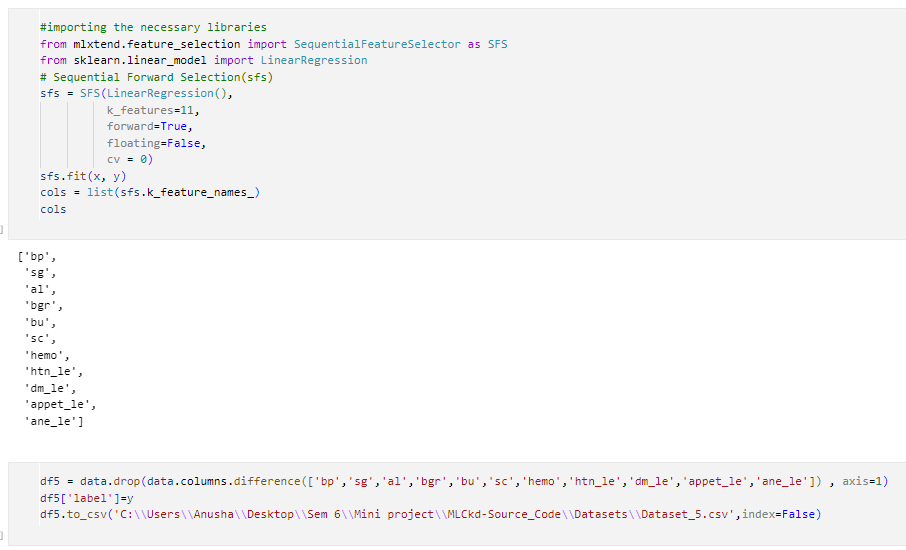 #importing the necessary libraries
from mlxtend.feature_selection import SequentialFeatureSelector as SFS
from sklearn.linear_model import LinearRegression
# Sequential Forward Selection(sfs)
sfs = SFS(LinearRegression(),
          k_features=11,
          forward=True,
          floating=False,
          cv = 0)
sfs.fit(x, y)
cols = list(sfs.k_feature_names_)
cols
]
['bp',
 'sg',
 'al',
 'bgr',
 'bu',
 'sc',
 'hemo',
 'htn_le',
 'dm_le',
 'appet_le',
 'ane_le']
df5 = data.drop(data.columns.difference(['bp','sg','al','bgr','bu','sc','hemo','htn_le','dm_le','appet_le','ane_le']) , axis=1)
df5['label']=y
df5.to_csv('C:\\Users\\Anusha\\Desktop\\Sem 6\\Mini project\\MLCkd-Source_Code\\Datasets\\Dataset_5.csv',index=False)
]